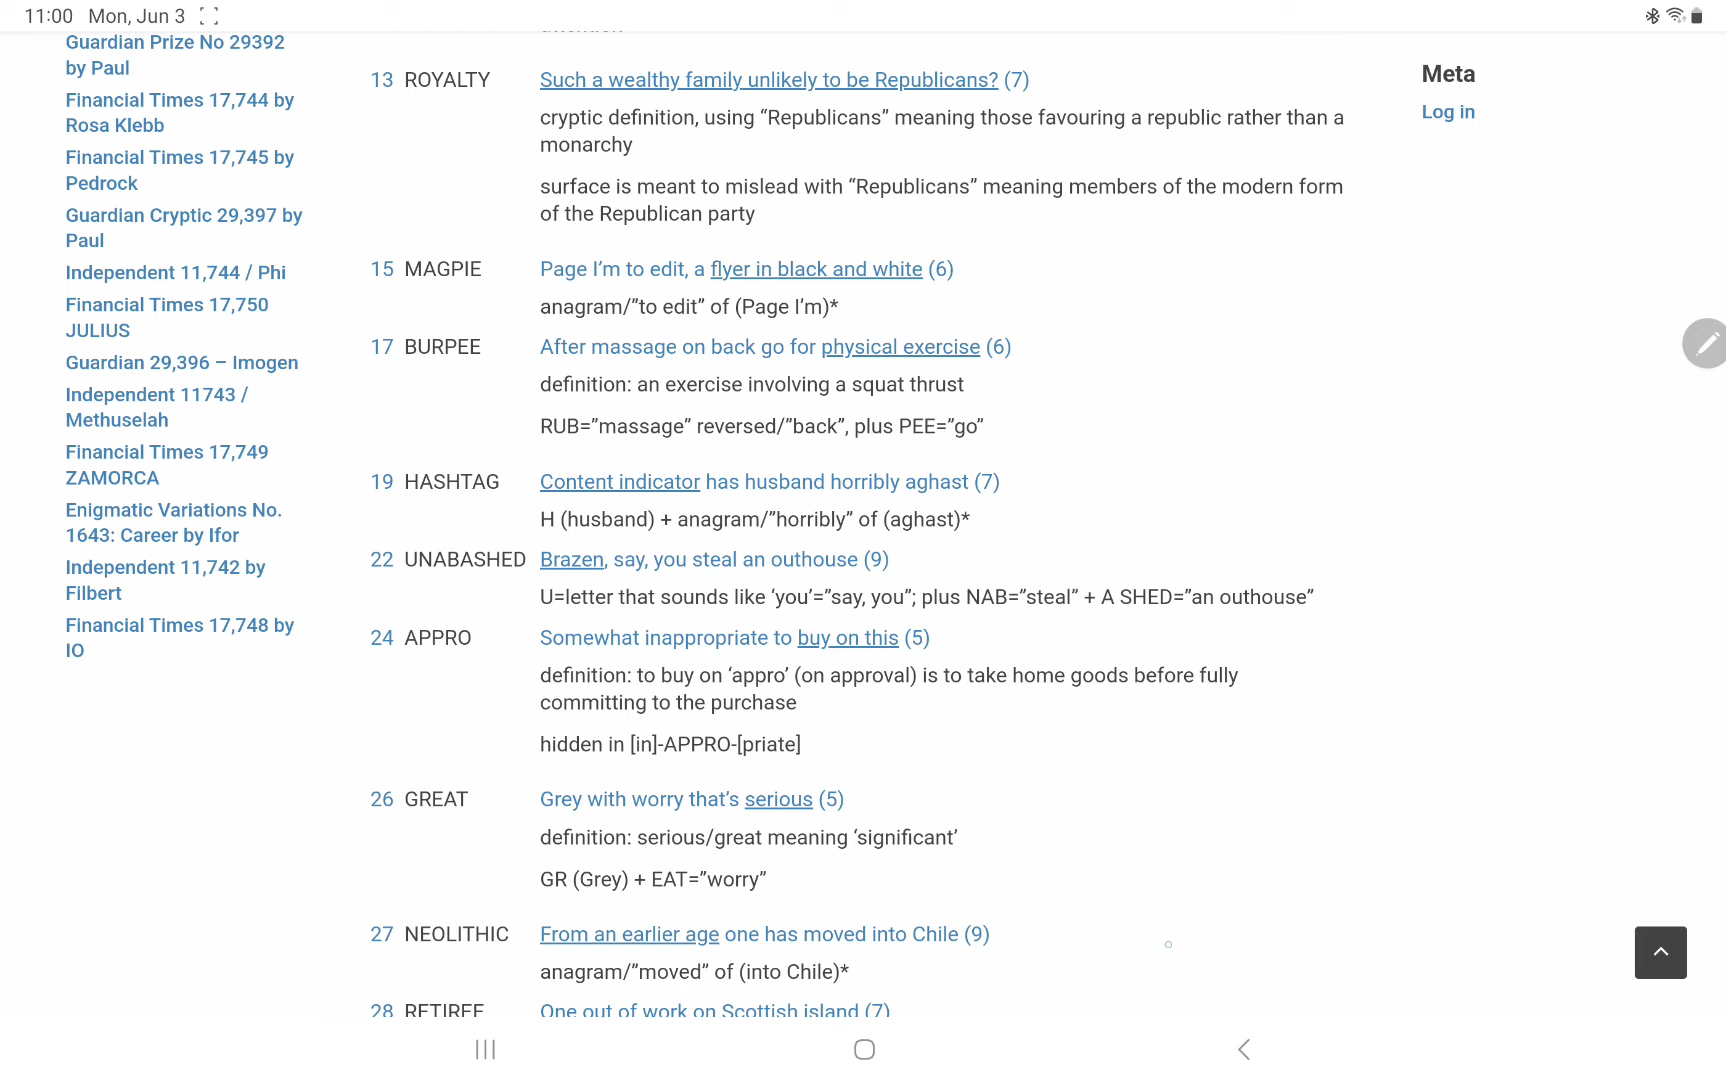 11:00 Mon, Jun 3
Guardian Prize No 29392
by Paul
Financial Times 17,744 by
Rosa Klebb
Financial Times 17,745 by
Pedrock
Guardian Cryptic 29,397 by
Paul
Independent 11,744 / Phi
Financial Times 17,750
JULIUS
Guardian 29,396 – Imogen
Independent 11743 /
Methuselah
Financial Times 17,749
ZAMORCA
Enigmatic Variations No.
1643: Career by Ifor
Independent 11,742 by
Filbert
Financial Times 17,748 by
IO
13 ROYALTY Such a wealthy family unlikely to be Republicans? (7)
cryptic definition, using “Republicans” meaning those favouring a republic rather than a
monarchy
surface is meant to mislead with “Republicans” meaning members of the modern form
of the Republican party
15 MAGPIE Page I’m to edit, a flyer in black and white (6)
anagram/”to edit” of (Page I’m)*
17 BURPEE After massage on back go for physical exercise (6)
definition: an exercise involving a squat thrust
RUB=”massage” reversed/”back”, plus PEE=”go”
19 HASHTAG Content indicator has husband horribly aghast (7)
H (husband) + anagram/”horribly” of (aghast)*
22 UNABASHED Brazen, say, you steal an outhouse (9)
U=letter that sounds like ‘you’=”say, you”; plus NAB=”steal” + A SHED=”an outhouse”
24 APPRO Somewhat inappropriate to buy on this (5)
definition: to buy on ‘appro’ (on approval) is to take home goods before fully
committing to the purchase
hidden in [in]-APPRO-[priate]
26 GREAT Grey with worry that’s serious (5)
definition: serious/great meaning ‘significant’
GR (Grey) + EAT=”worry”
27 NEOLITHIC From an earlier age one has moved into Chile (9)
anagram/”moved” of (into Chile)*
28 RETIREE One out of work on Scottish island (7)
Meta
Log in